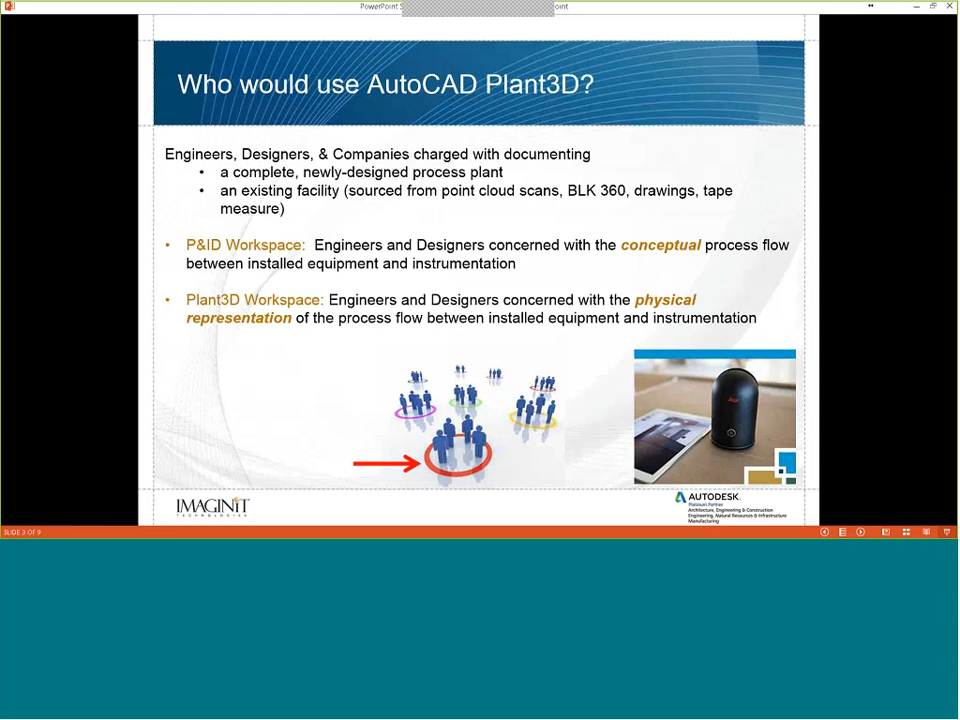 PowerPoint S
oint
Who would use AutoCAD Plant3D?
Engineers, Designers, & Companies charged with documenting
• a complete, newly-designed process plant
• an existing facility (sourced from point cloud scans, BLK 360, drawings, tape
measure)
• P&ID Workspace: Engineers and Designers concerned with the conceptual process flow
between installed equipment and instrumentation
• Plant3D Workspace: Engineers and Designers concerned with the physical
representation of the process flow between installed equipment and instrumentation
IMAGINiT
TECHNOLOGIES
AUTODESK.
Platinum Partner
Architecture, Engineering & Construction
Engineering, Natural Resources & Infrastructure
Manufacturing
SLIDE 3 OF 9